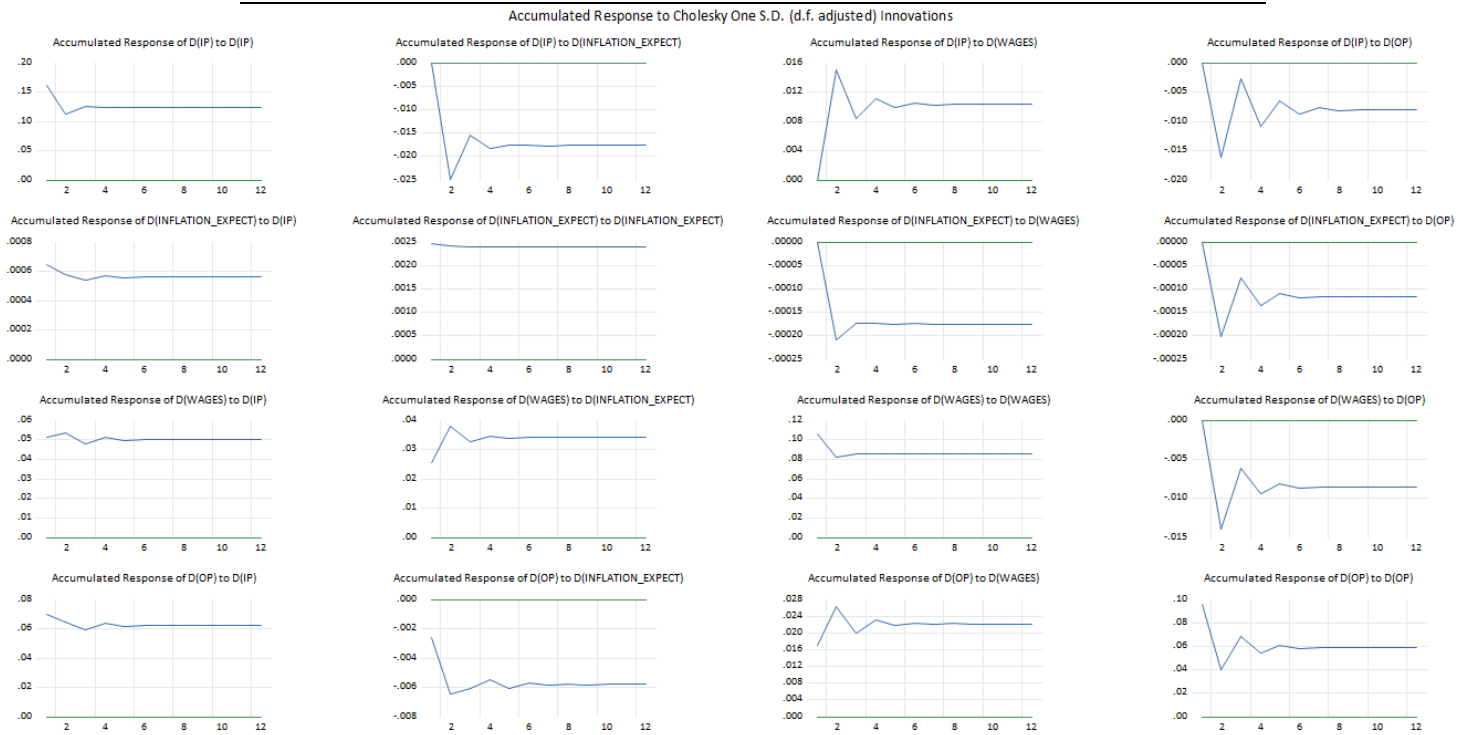 Accumulated Response to Cholesky One S.D. (d.f. adjusted) Innovations
Accumulated Response of D(IP) to D(IP)
.20
.15
.10
.05
.00
2 4 6 8 10 12
Accumulated Response of D(IP) to D(INFLATION_EXPECT)
.000
-.005
-.010
-.015
-.020
-.025
2 4 6 8 10 12
Accumulated Response of D(IP) to D(WAGES)
.016
.012
.008
.004
.000
2 4 6 8 10 12
Accumulated Response of D(IP) to D(OP)
.000
-.005
-.010
-.015
-.020
2 4 6 8 10 12
Accumulated Response of D(INFLATION_EXPECT) to D(IP)
.0008
.0006
.0004
.0002
.0000
2 4 6 8 10 12
Accumulated Response of D(INFLATION_EXPECT) to D(INFLATION_EXPECT)
.0025
.0020
.0015
.0010
.0005
.0000
2 4 6 8 10 12
Accumulated Response of D(INFLATION_EXPECT) to D(WAGES)
.00000
-.00005
-.00010
-.00015
-.00020
-.00025
2 4 6 8 10 12
Accumulated Response of D(INFLATION_EXPECT) to D(OP)
.00000
-.00005
-.00010
-.00015
-.00020
-.00025
2 4 6 8 10 12
Accumulated Response of D(WAGES) to D(IP)
.06
.05
.04
.03
.02
.01
.00
2 4 6 8 10 12
Accumulated Response of D(WAGES) to D(INFLATION_EXPECT)
.04
.03
.02
.01
.00
2 4 6 8 10 12
Accumulated Response of D(WAGES) to D(WAGES)
.12
.10
.08
.06
.04
.02
.00
2 4 6 8 10 12
Accumulated Response of D(WAGES) to D(OP)
.000
-.005
-.010
-.015
2 4 6 8 10 12
Accumulated Response of D(OP) to D(IP)
.08
.06
.04
.02
.00
2 4 6 8 10 12
Accumulated Response of D(OP) to D(INFLATION_EXPECT)
.000
-.002
-.004
-.006
-.008
2 4 6 8 10 12
Accumulated Response of D(OP) to D(WAGES)
.028
.024
.020
.016
.012
.008
.004
.000
2 4 6 8 10 12
Accumulated Response of D(OP) to D(OP)
.10
.08
.06
.04
.02
.00
2 4 6 8 10 12